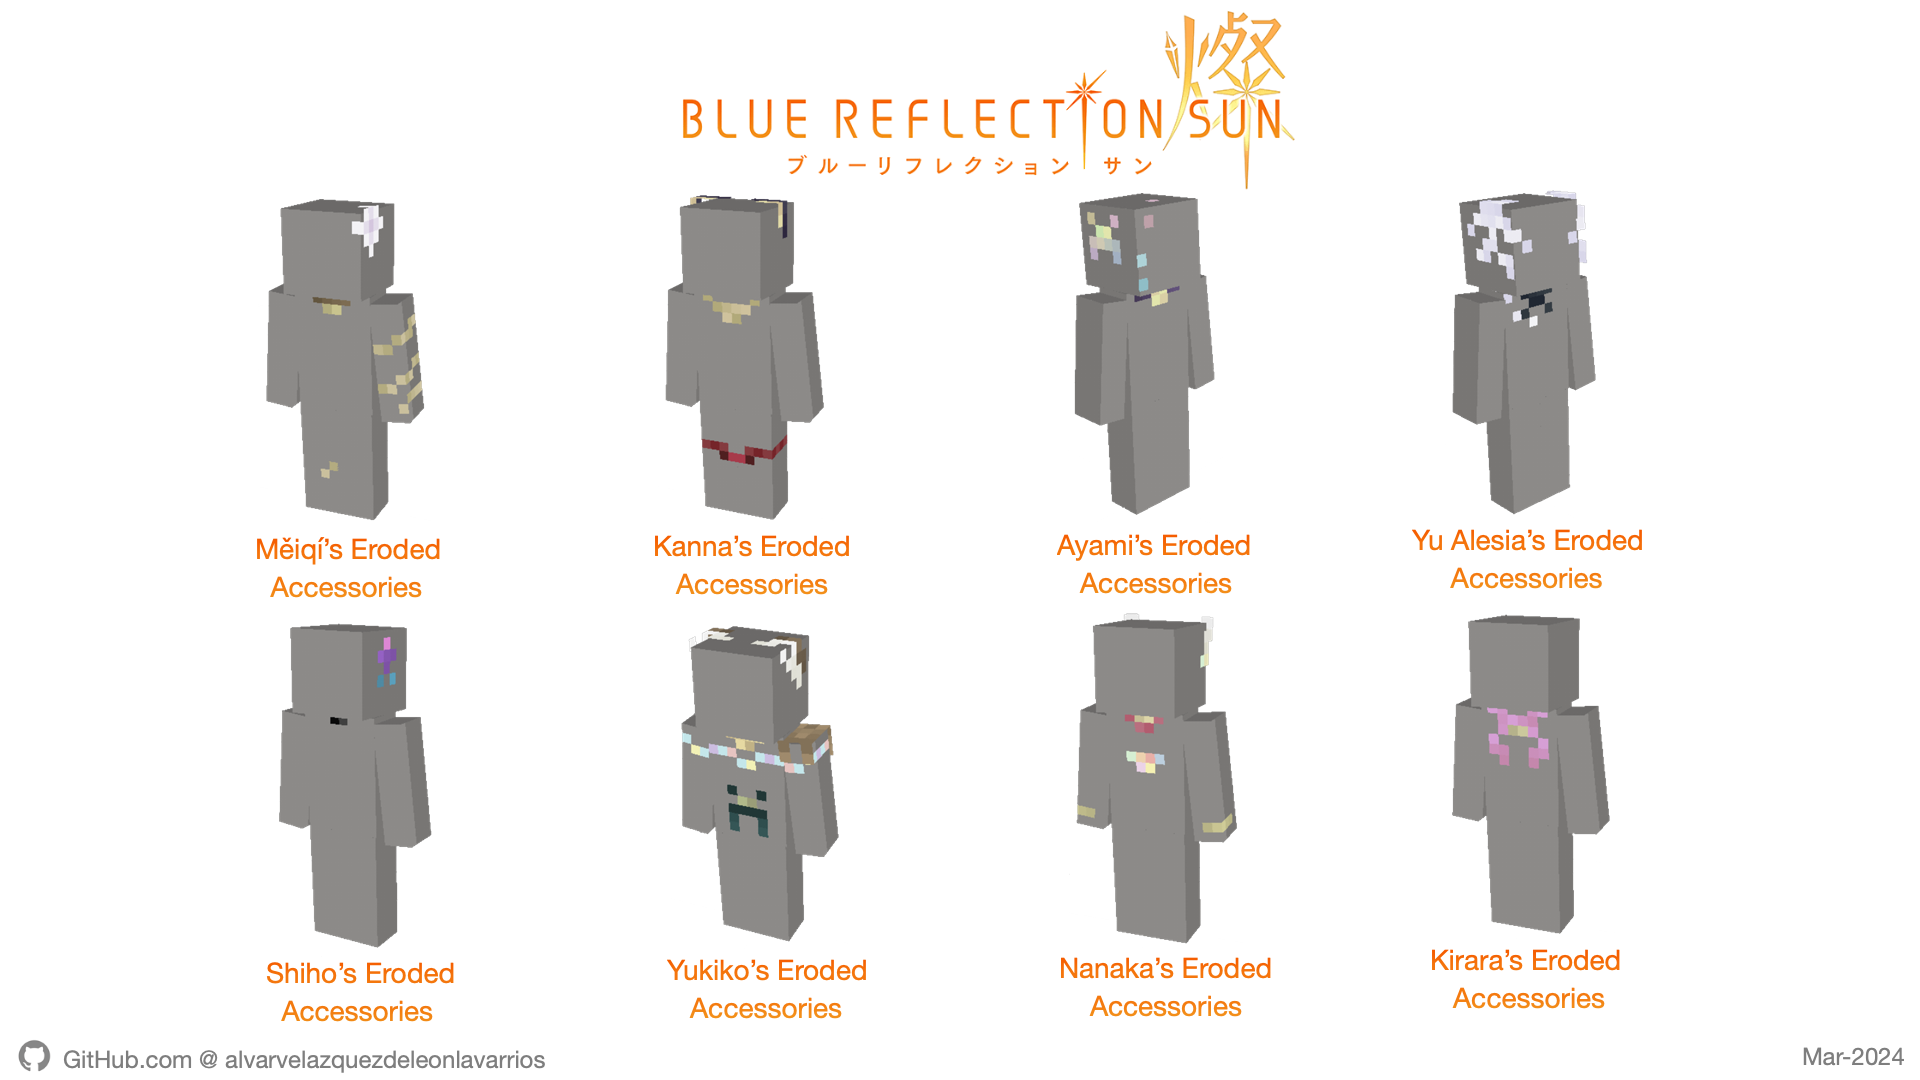 燦
BLUE REFLECTION SUN
ブルーリフレクション サン
Měiqí’s Eroded
Accessories
Kanna’s Eroded
Accessories
Ayami’s Eroded
Accessories
Yu Alesia’s Eroded
Accessories
Shiho’s Eroded
Accessories
Yukiko’s Eroded
Accessories
Nanaka’s Eroded
Accessories
Kirara’s Eroded
Accessories
GitHub.com @ alvarvelazquezdeleonlavarrios
Mar-2024